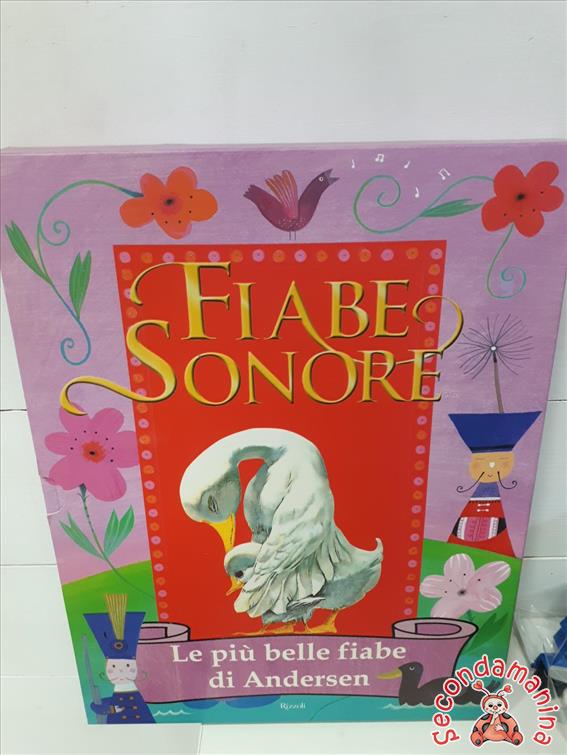 FIABE
SONORE
Le più belle fiabe
di Andersen
Rizzoli
secondamanina